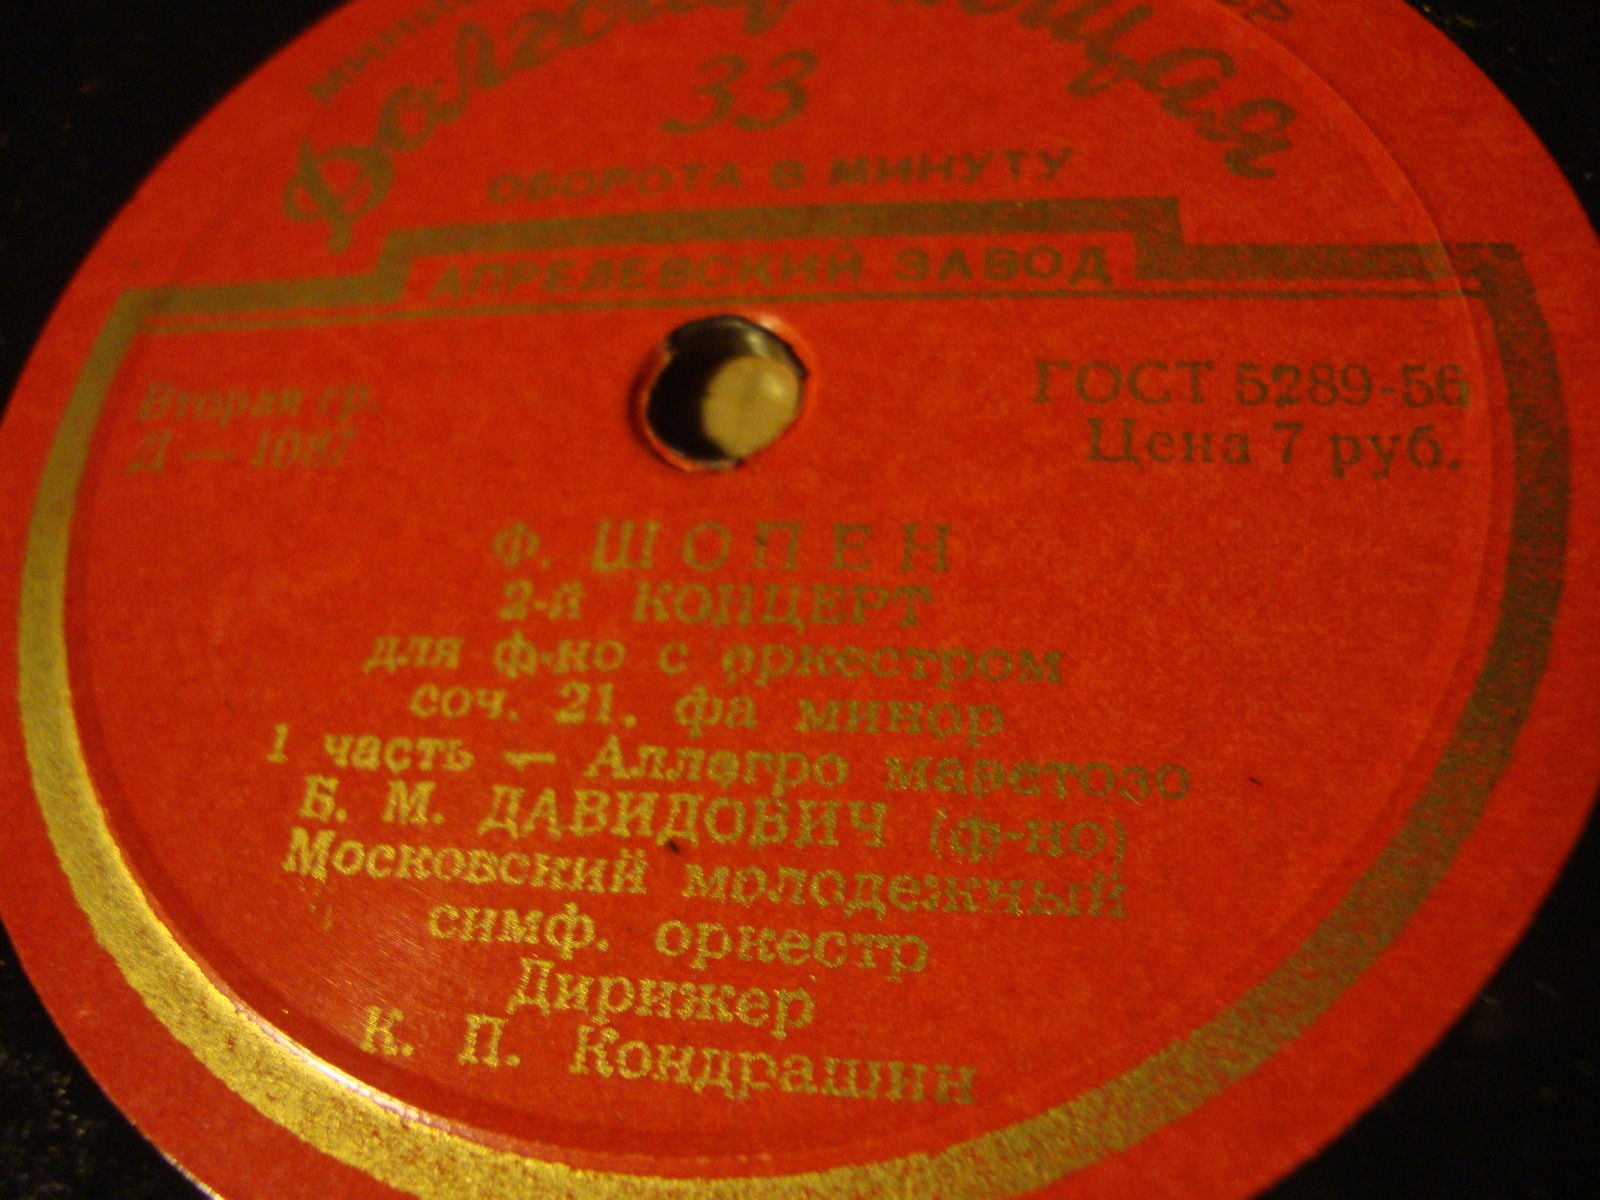 33
ОБОРОТА В МИНУТУ
АПРЕЛЕВСКИЙ ЗАВОД
Вторая гр.
Д — 1087
ГОСТ 5289-56
Цена 7 руб.
Ф. ШОПЕН
2-й КОНЦЕРТ
для ф-но с оркестром
соч. 21, фа минор
1 часть — Аллегро маэстозо
Б. М. ДАВИДОВИЧ (ф-но)
Московский молодежный
симф. оркестр
Дирижер
К. П. Кондрашин